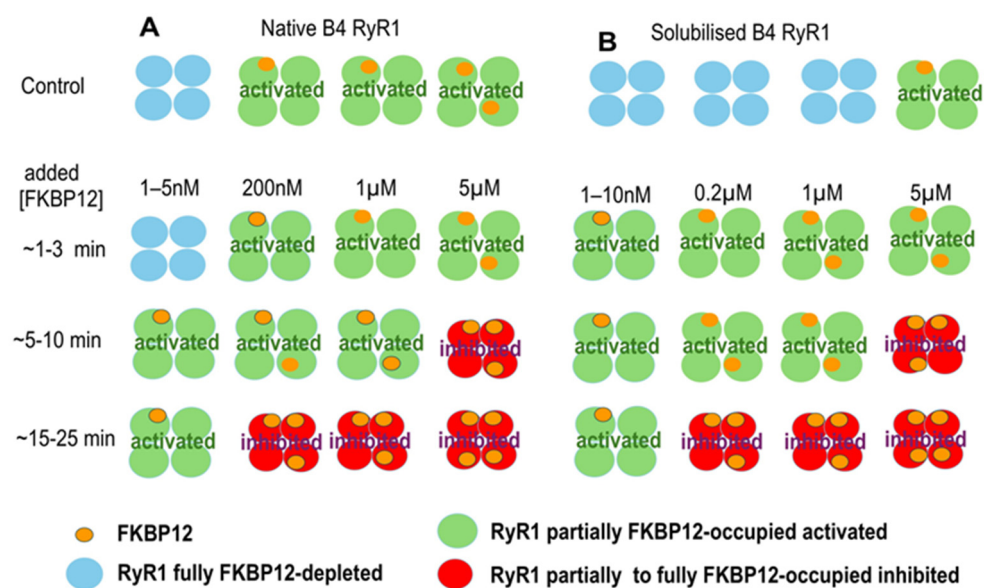 A
Native B4 RyR1
B
Solubilised B4 RyR1
Control
activated activated activated activated
added
[FKBP12]
1–5nM 200nM 1µM 5µM 1–10nM 0.2µM 1µM 5µM
~1-3 min
activated activated activated activated activated activated activated
~5-10 min
activated activated activated inhibited activated activated activated inhibited
~15-25 min
activated inhibited inhibited inhibited activated inhibited inhibited inhibited
FKBP12
RyR1 partially FKBP12-occupied activated
RyR1 fully FKBP12-depleted
RyR1 partially to fully FKBP12-occupied inhibited